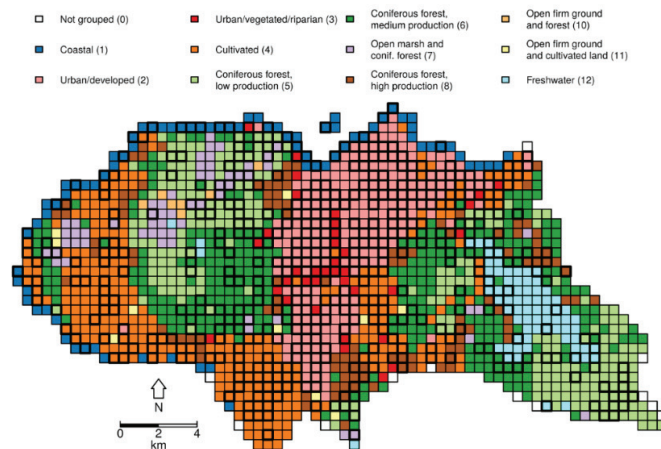 Not grouped (0)
Coastal (1)
Urban/developed (2)
Urban/vegetated/riparian (3)
Cultivated (4)
Coniferous forest,
low production (5)
Coniferous forest,
medium production (6)
Open marsh and
conif. forest (7)
Coniferous forest,
high production (8)
Open firm ground
and forest (10)
Open firm ground
and cultivated land (11)
Freshwater (12)
N
0 2 4
km